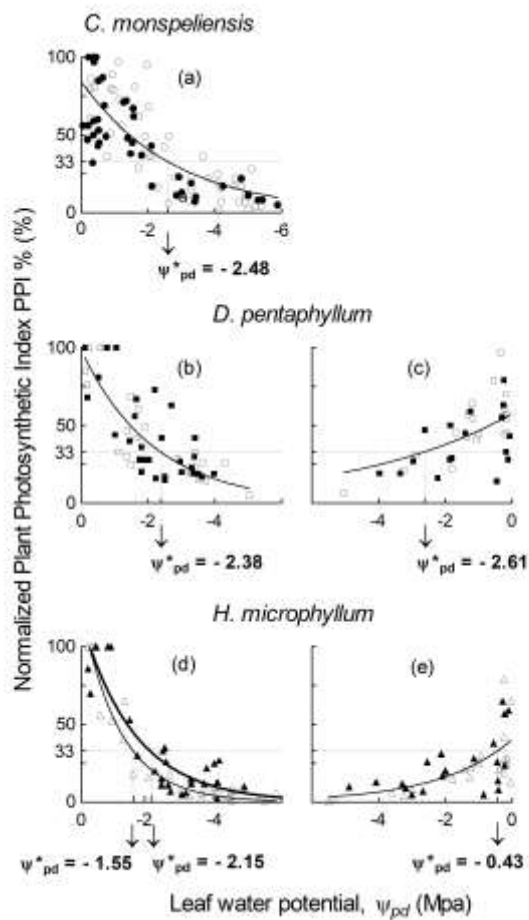 C. monspeliensis
100
(a)
50
33
0
0 -2 -4 -6
ψ*pd = - 2.48
D. pentaphyllum
100
(b) (c)
50
33
0
0 -2 -4 -4 -2 0
ψ*pd = - 2.38 ψ*pd = - 2.61
H. microphyllum
100
(d) (e)
50
33
0
0 -2 -4 -4 -2 0
ψ*pd = - 1.55 ψ*pd = - 2.15 ψ*pd = - 0.43
Leaf water potential, ψpd (Mpa)
Normalized Plant Photosynthetic Index PPI % (%)